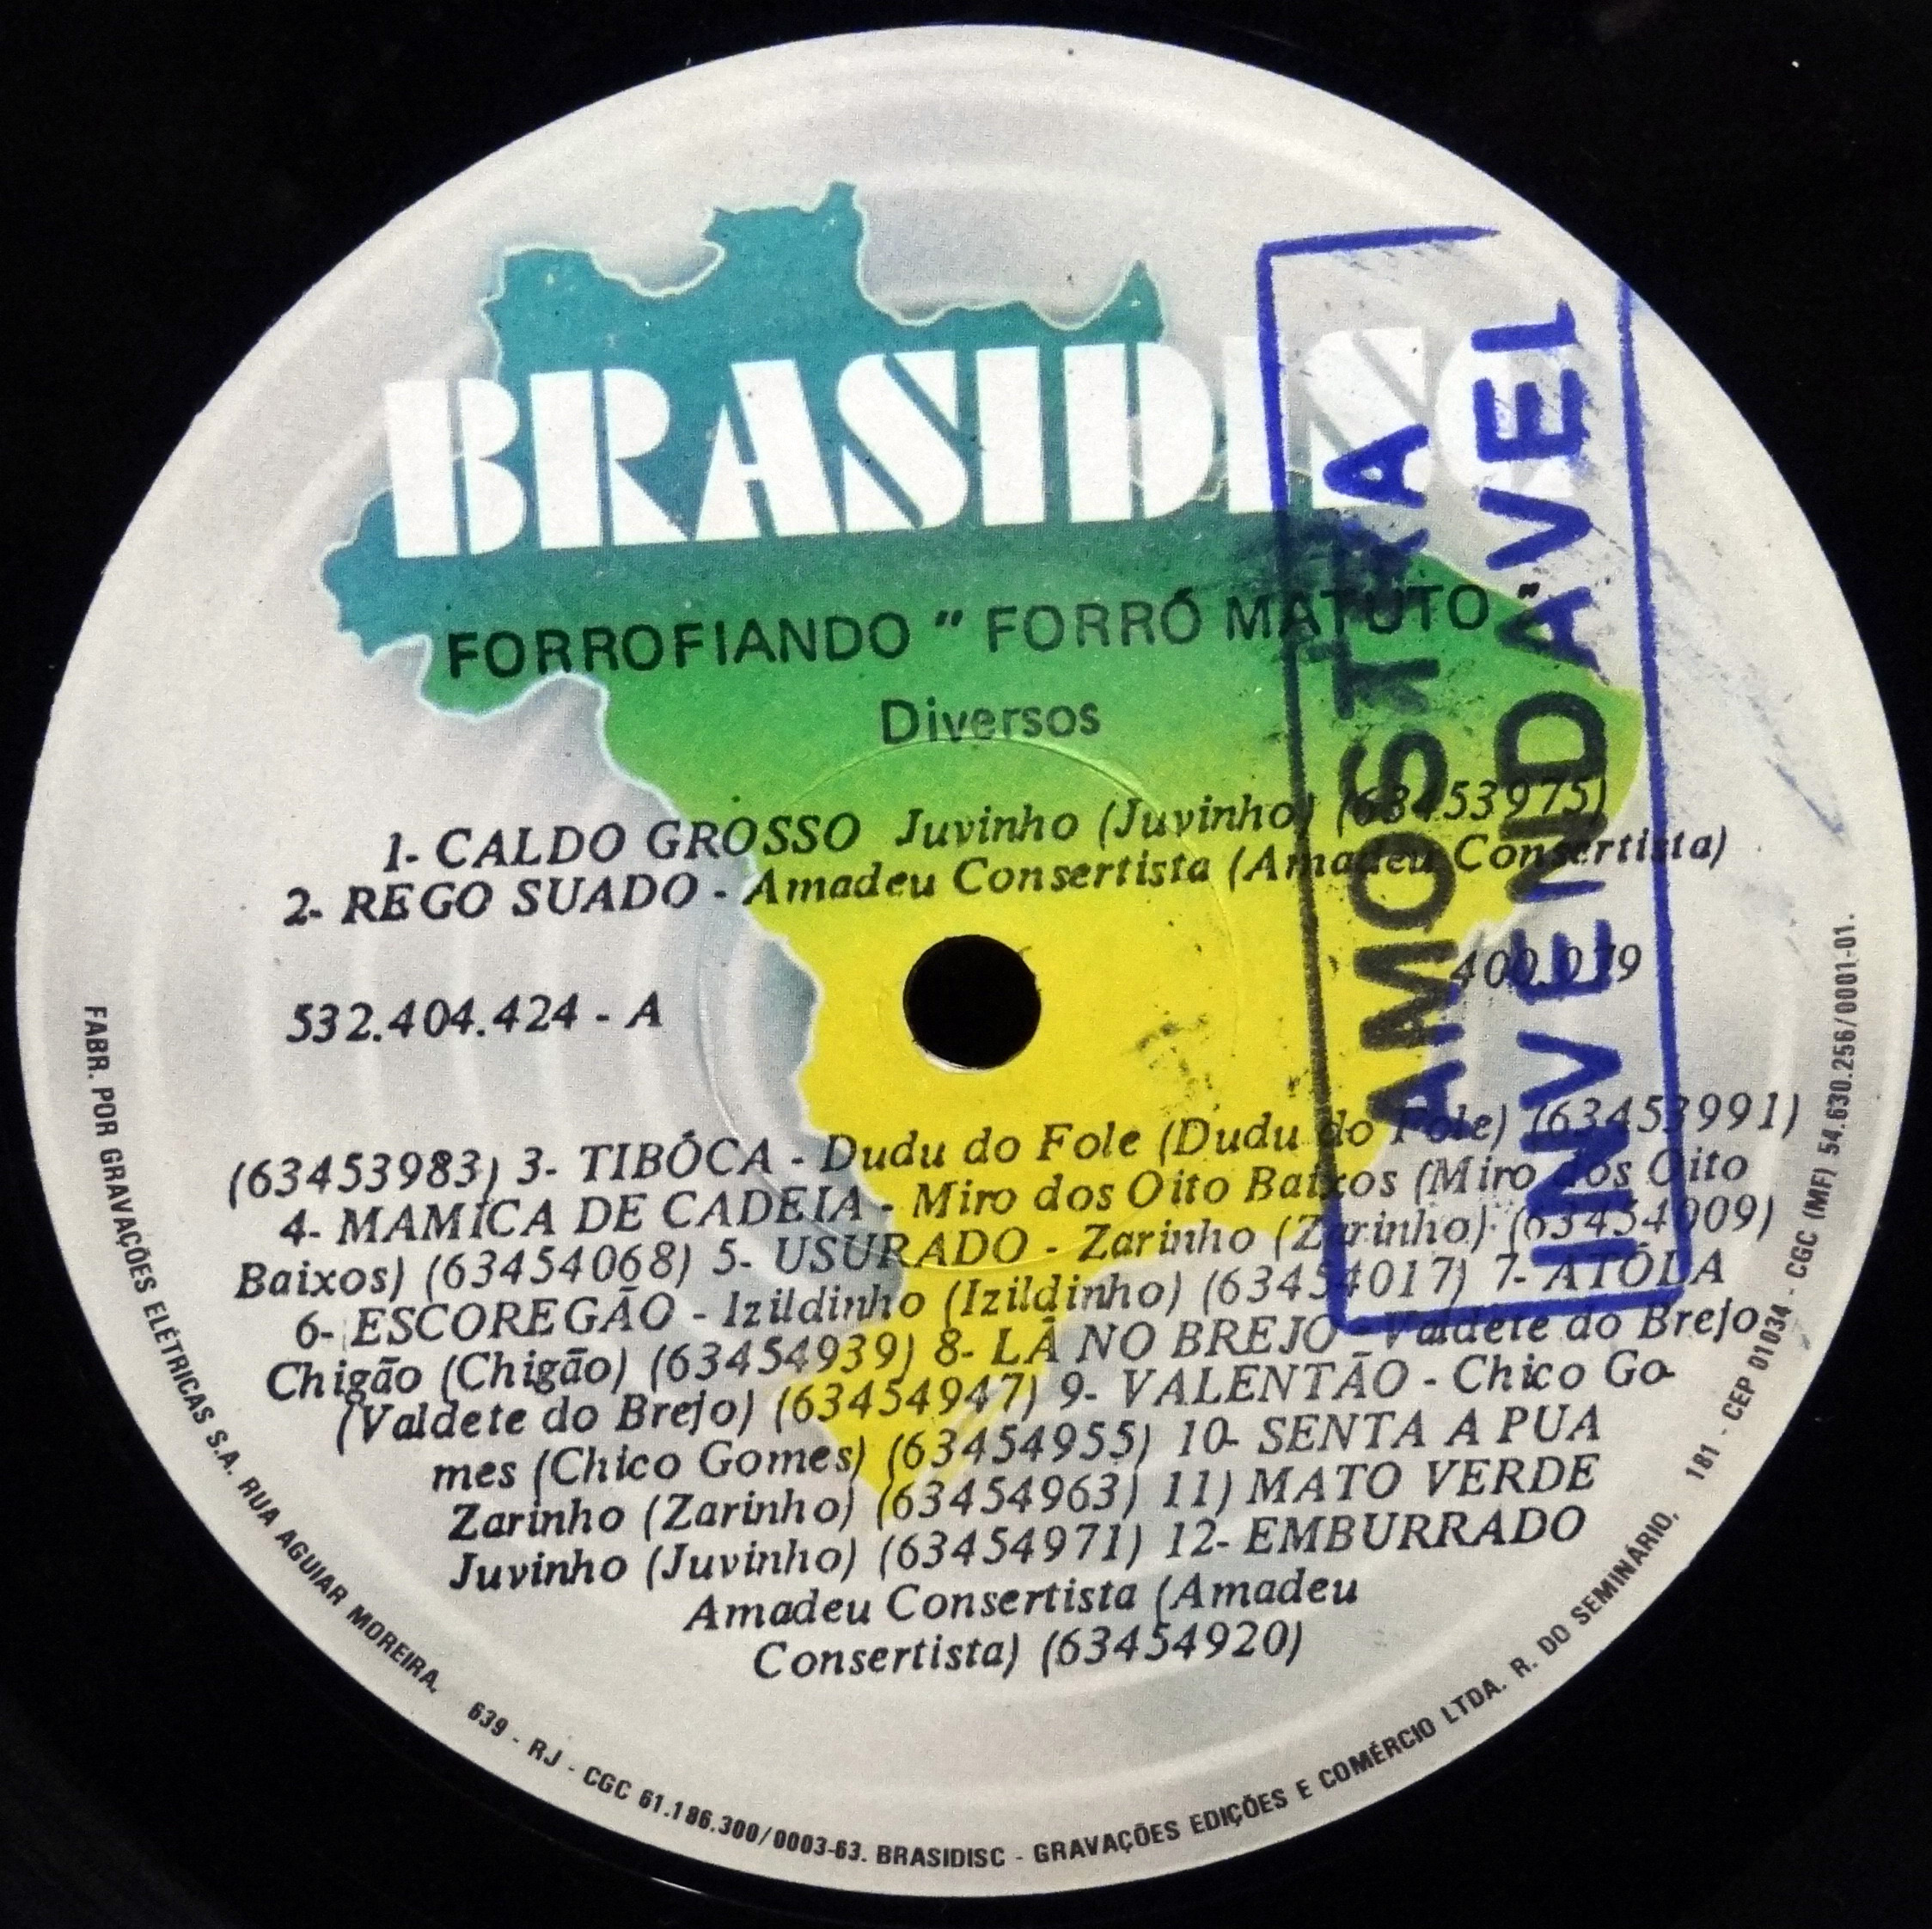 BRASIDISC
FORROFIANDO " FORRÓ MATUTO "
Diversos
1- CALDO GROSSO Juvinho (Juvinho) (63453975)
2- REGO SUADO - Amadeu Consertista (Amadeu Consertista)
532.404.424 - A
400.019
(63453983) 3- TIBÓCA - Dudu do Fole (Dudu do Fole) (63453991)
4- MAMICA DE CADEIA - Miro dos Oito Baixos (Miro dos Oito
Baixos) (63454068) 5- USURADO - Zarinho (Zarinho) (63454009)
6- ESCOREGÃO - Izildinho (Izildinho) (63454017) 7- ATÓLA
Chigão (Chigão) (63454939) 8- LÁ NO BREJO - Valdete do Brejo
(Valdete do Brejo) (63454947) 9- VALENTÃO - Chico Go-
mes (Chico Gomes) (63454955) 10- SENTA A PUA
Zarinho (Zarinho) (63454963) 11) MATO VERDE
Juvinho (Juvinho) (63454971) 12- EMBURRADO
Amadeu Consertista (Amadeu
Consertista) (63454920)
AMOSTRA
INVENDAVEL
FABR. POR GRAVAÇÕES ELÉTRICAS S.A. RUA AGUIAR MOREIRA, 639 - RJ - CGC 61.186.300/0003-63. BRASIDISC - GRAVAÇÕES EDIÇÕES E COMÉRCIO LTDA. R. DO SEMINÁRIO, 181 - CEP 01034 - CGC (MF) 54.630.256/0001-01.